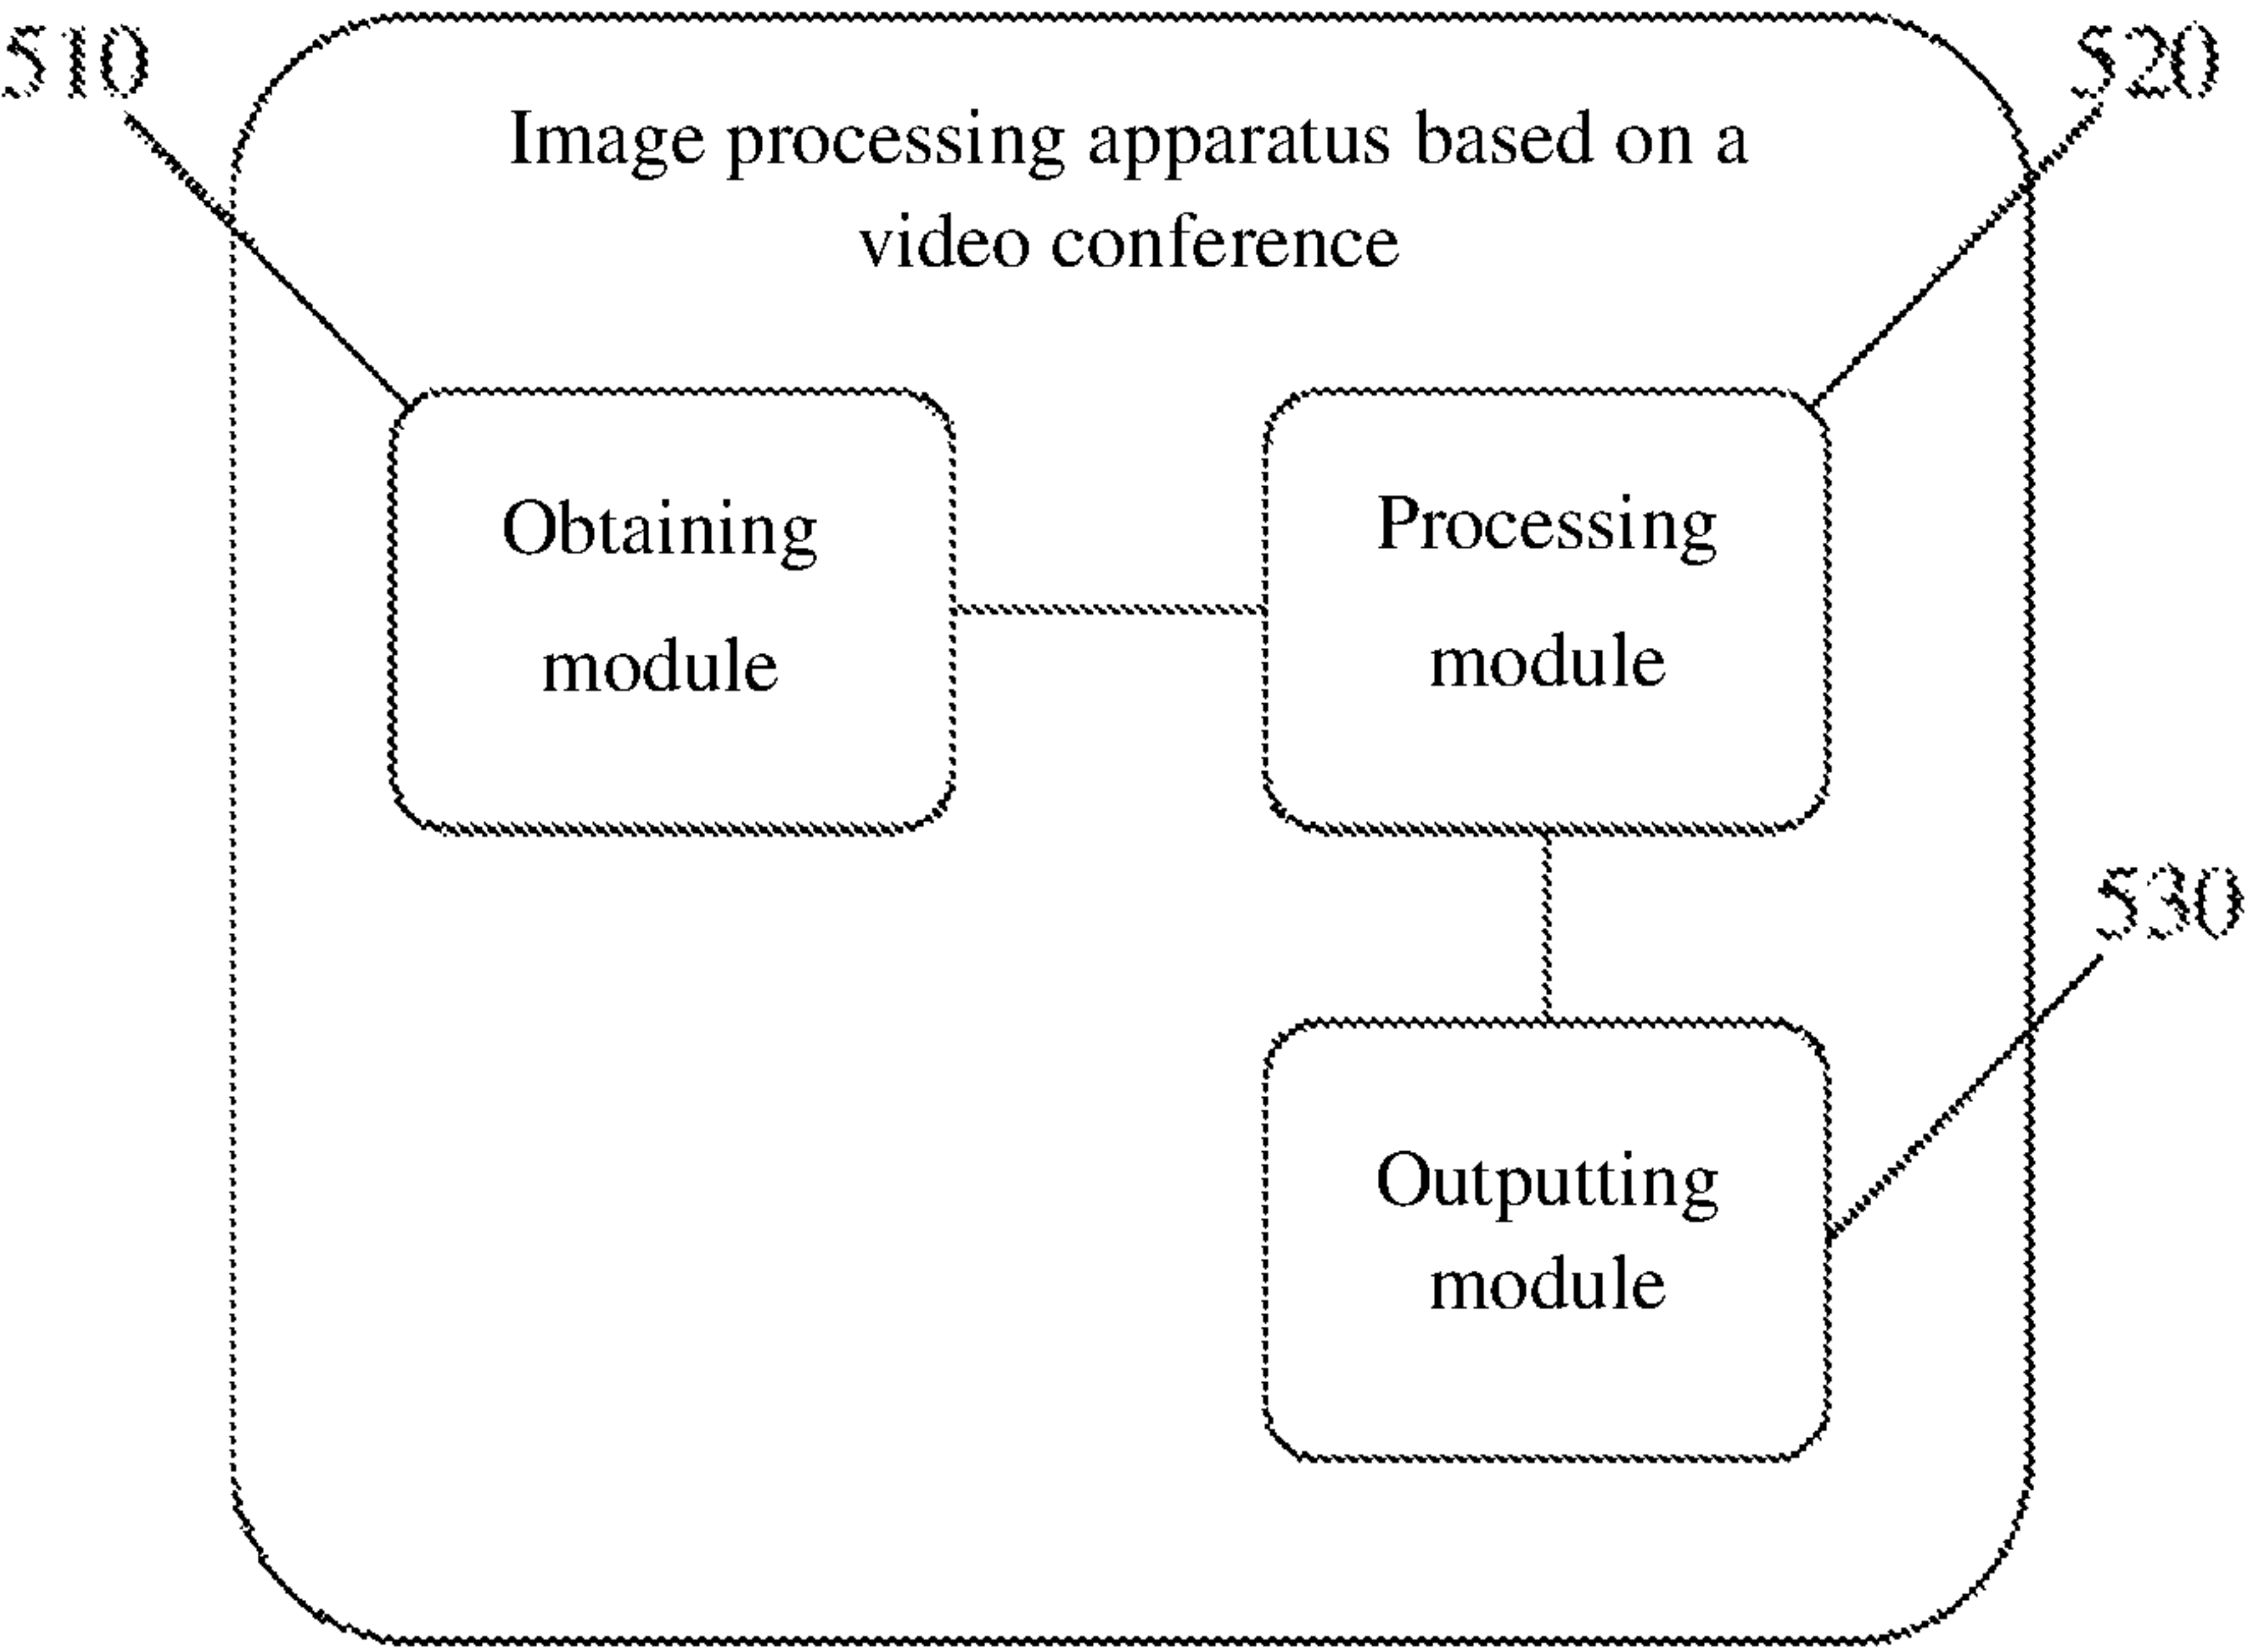 510
520
Image processing apparatus based on a
video conference
Obtaining
module
Processing
module
530
Outputting
module